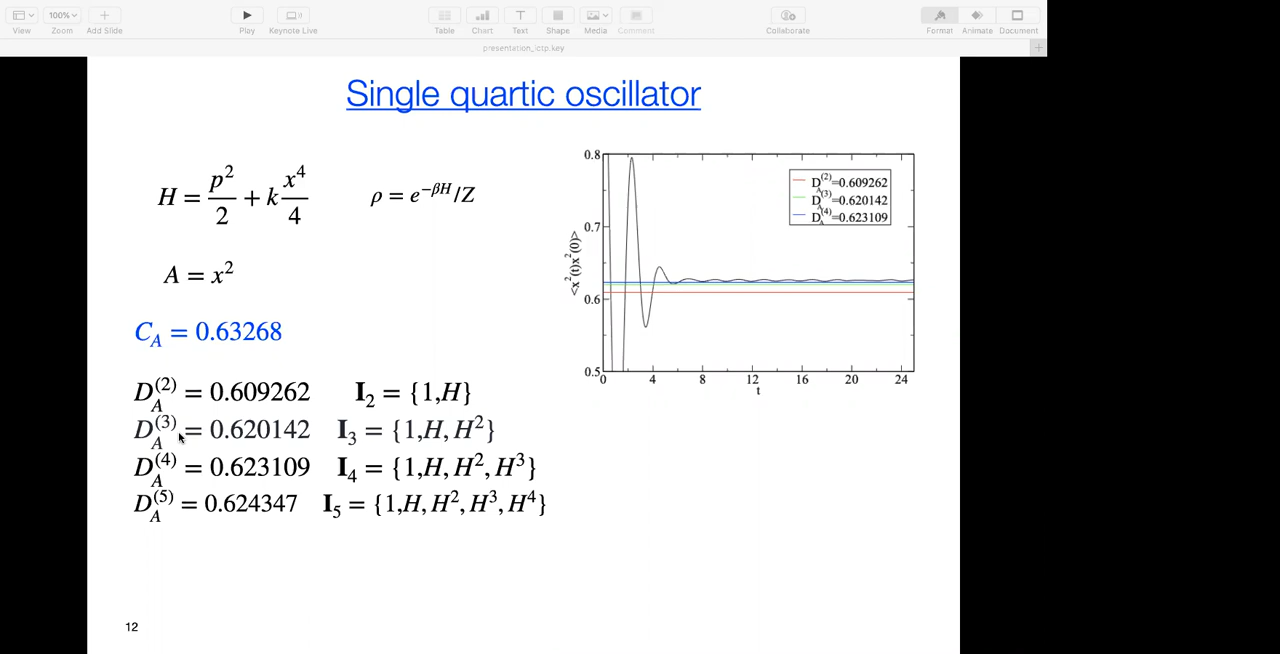 View
Zoom
Add Slide
Play
Keynote Live
Table
Chart
Text
Shape
Media
Comment
Collaborate
Format
Animate
Document
100%
presentation_ictp.key
Single quartic oscillator
H = p²/2 + k x⁴/4
ρ = e^{−βH}/Z
A = x²
C_A = 0.63268
D_A^{(2)} = 0.609262 I₂ = {1,H}
D_A^{(3)} = 0.620142 I₃ = {1,H,H²}
D_A^{(4)} = 0.623109 I₄ = {1,H,H²,H³}
D_A^{(5)} = 0.624347 I₅ = {1,H,H²,H³,H⁴}
<x²(t)x²(0)>
0.8
0.7
0.6
0.5
D_A^{(2)}=0.609262
D_A^{(3)}=0.620142
D_A^{(4)}=0.623109
0 4 8 12 16 20 24
t
12